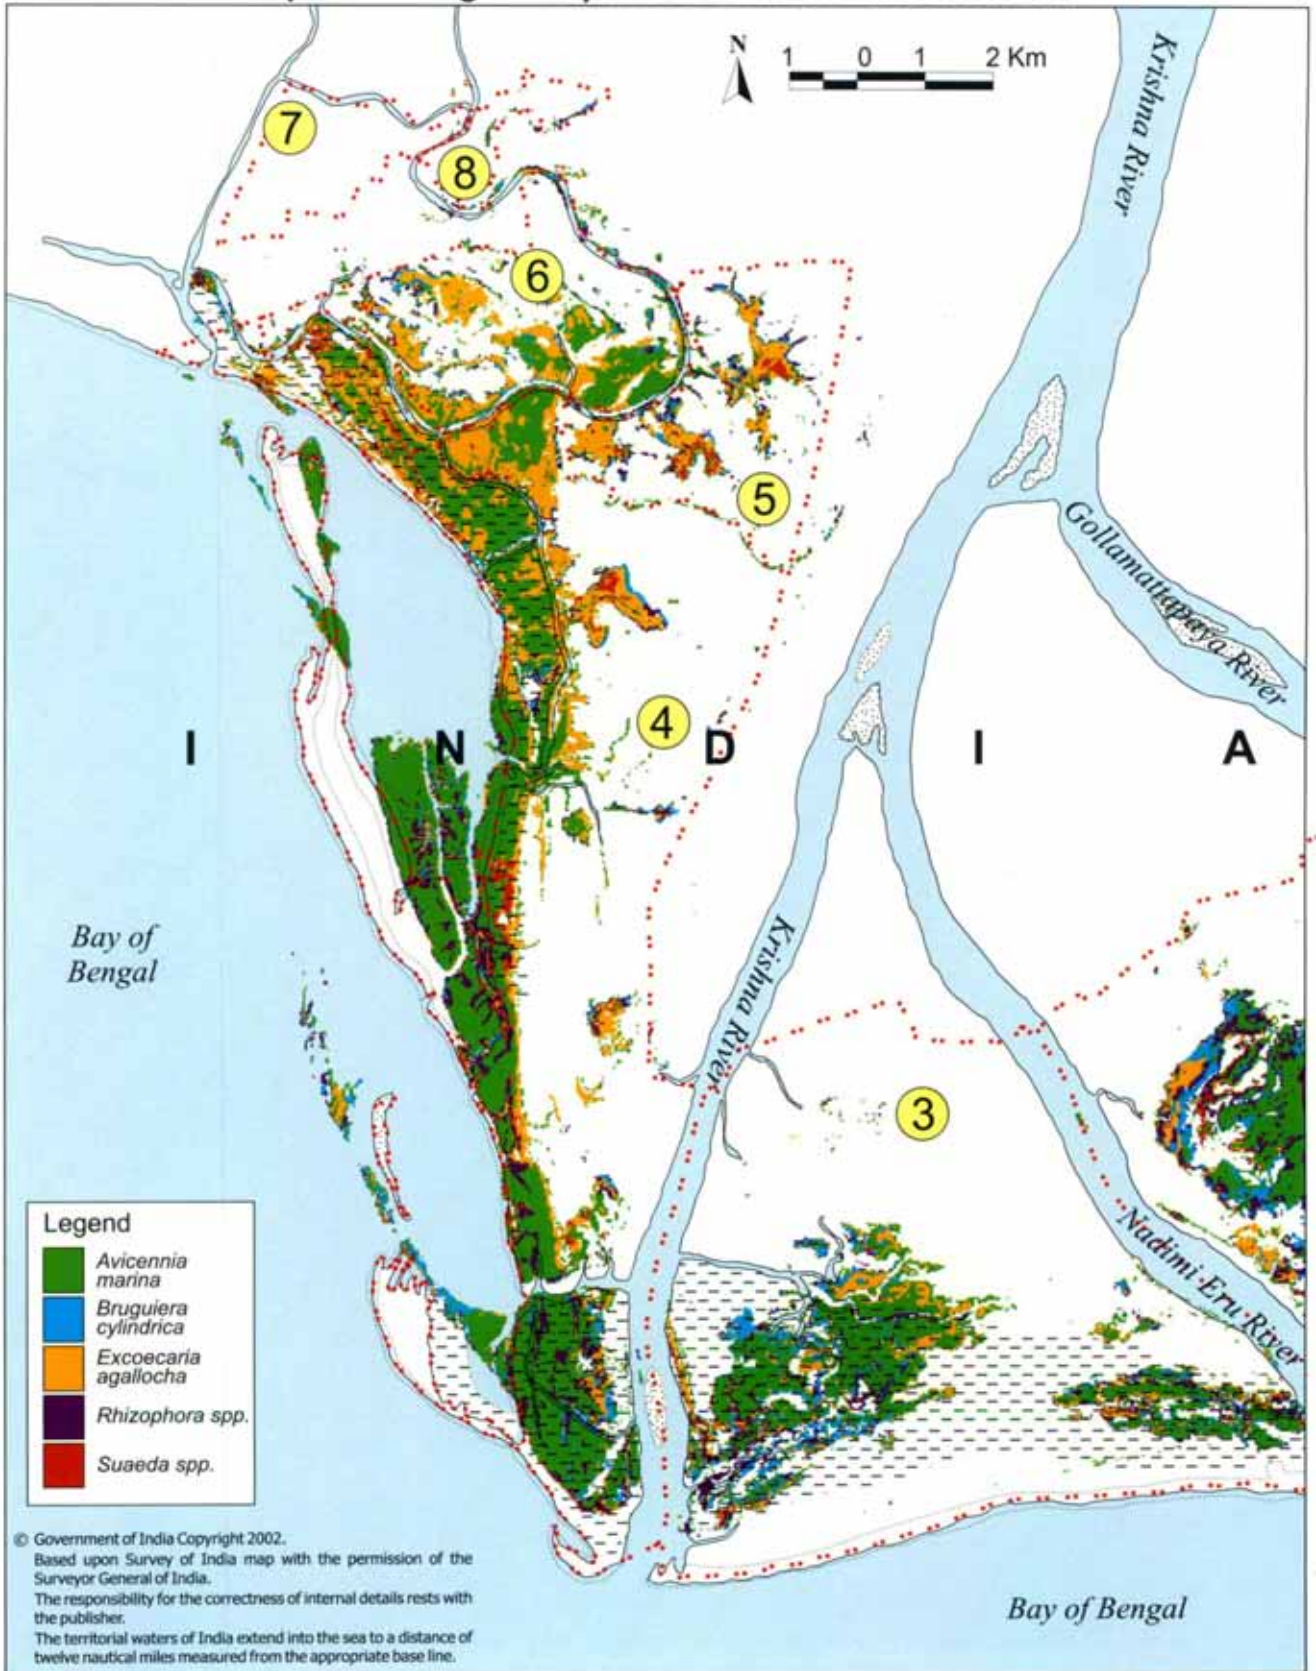 N
1 0 1 2 Km
Krishna River
7
8
6
5
Gollamattapaya River
4
I N D I A
Bay of
Bengal
Krishna River
3
Nadimi Eru River
Legend
Avicennia
marina
Bruguiera
cylindrica
Excoecaria
agallocha
Rhizophora spp.
Suaeda spp.
© Government of India Copyright 2002.
Based upon Survey of India map with the permission of the
Surveyor General of India.
The responsibility for the correctness of internal details rests with
the publisher.
The territorial waters of India extend into the sea to a distance of
twelve nautical miles measured from the appropriate base line.
Bay of Bengal